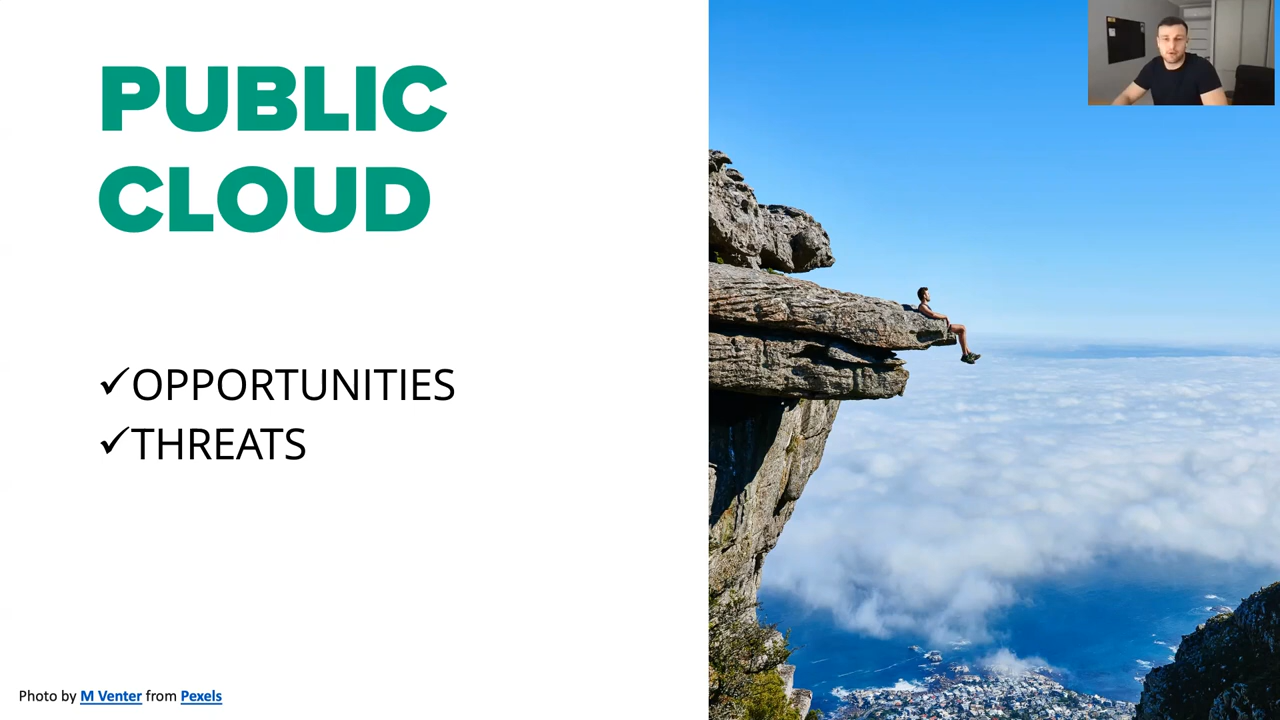 PUBLIC
CLOUD
✓OPPORTUNITIES
✓THREATS
Photo by M Venter from Pexels